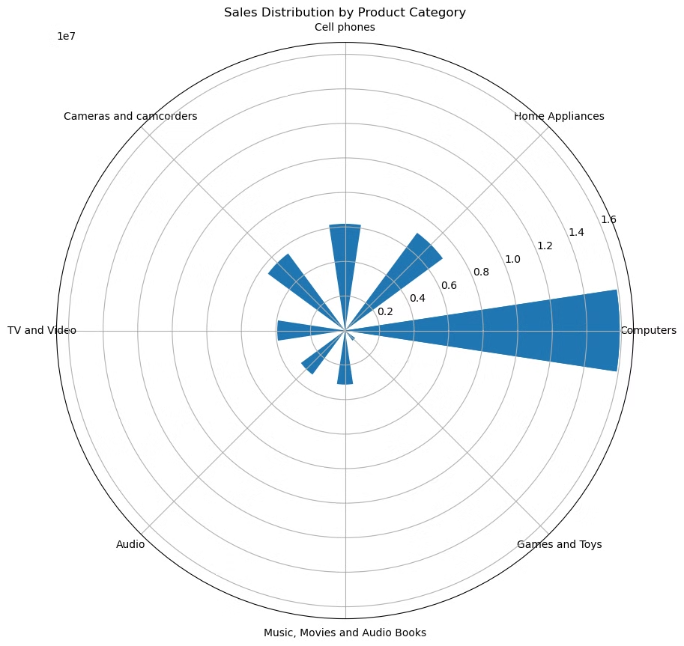 Sales Distribution by Product Category
Cell phones
1e7
Cameras and camcorders
Home Appliances
1.6
1.4
1.2
1.0
0.8
0.6
0.4
0.2
TV and Video
Computers
Audio
Games and Toys
Music, Movies and Audio Books